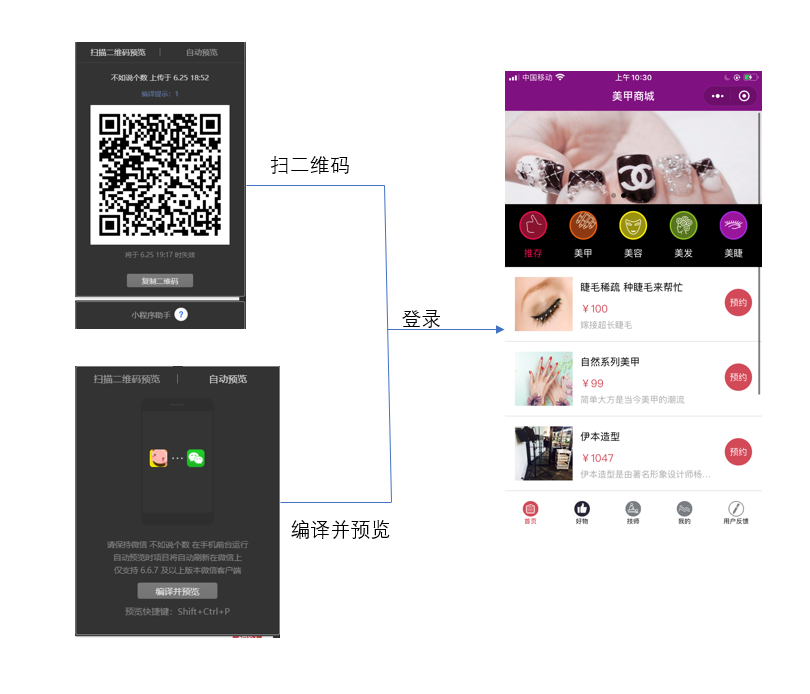 扫描二维码预览 | 自动预览
不如说个数 上传于 6.25 18:52
编译提示：1
将于 6.25 19:17 时失效
复制二维码
小程序助手 ?
扫二维码
登录
扫描二维码预览 | 自动预览
请保持微信 不如说个数 在手机前台运行
自动预览时项目将自动刷新在微信上
仅支持 6.6.7 及以上版本微信客户端
编译并预览
预览快捷键：Shift+Ctrl+P
编译并预览
中国移动 上午10:30
美甲商城
推存 美甲 美容 美发 美睫
睫毛稀疏 种睫毛来帮忙
￥100
嫁接超长睫毛
预约
自然系列美甲
￥99
简单大方是当今美甲的潮流
预约
伊本造型
￥1047
伊本造型是由著名形象设计师杨...
预约
首页 好物 技师 我的 用户反馈